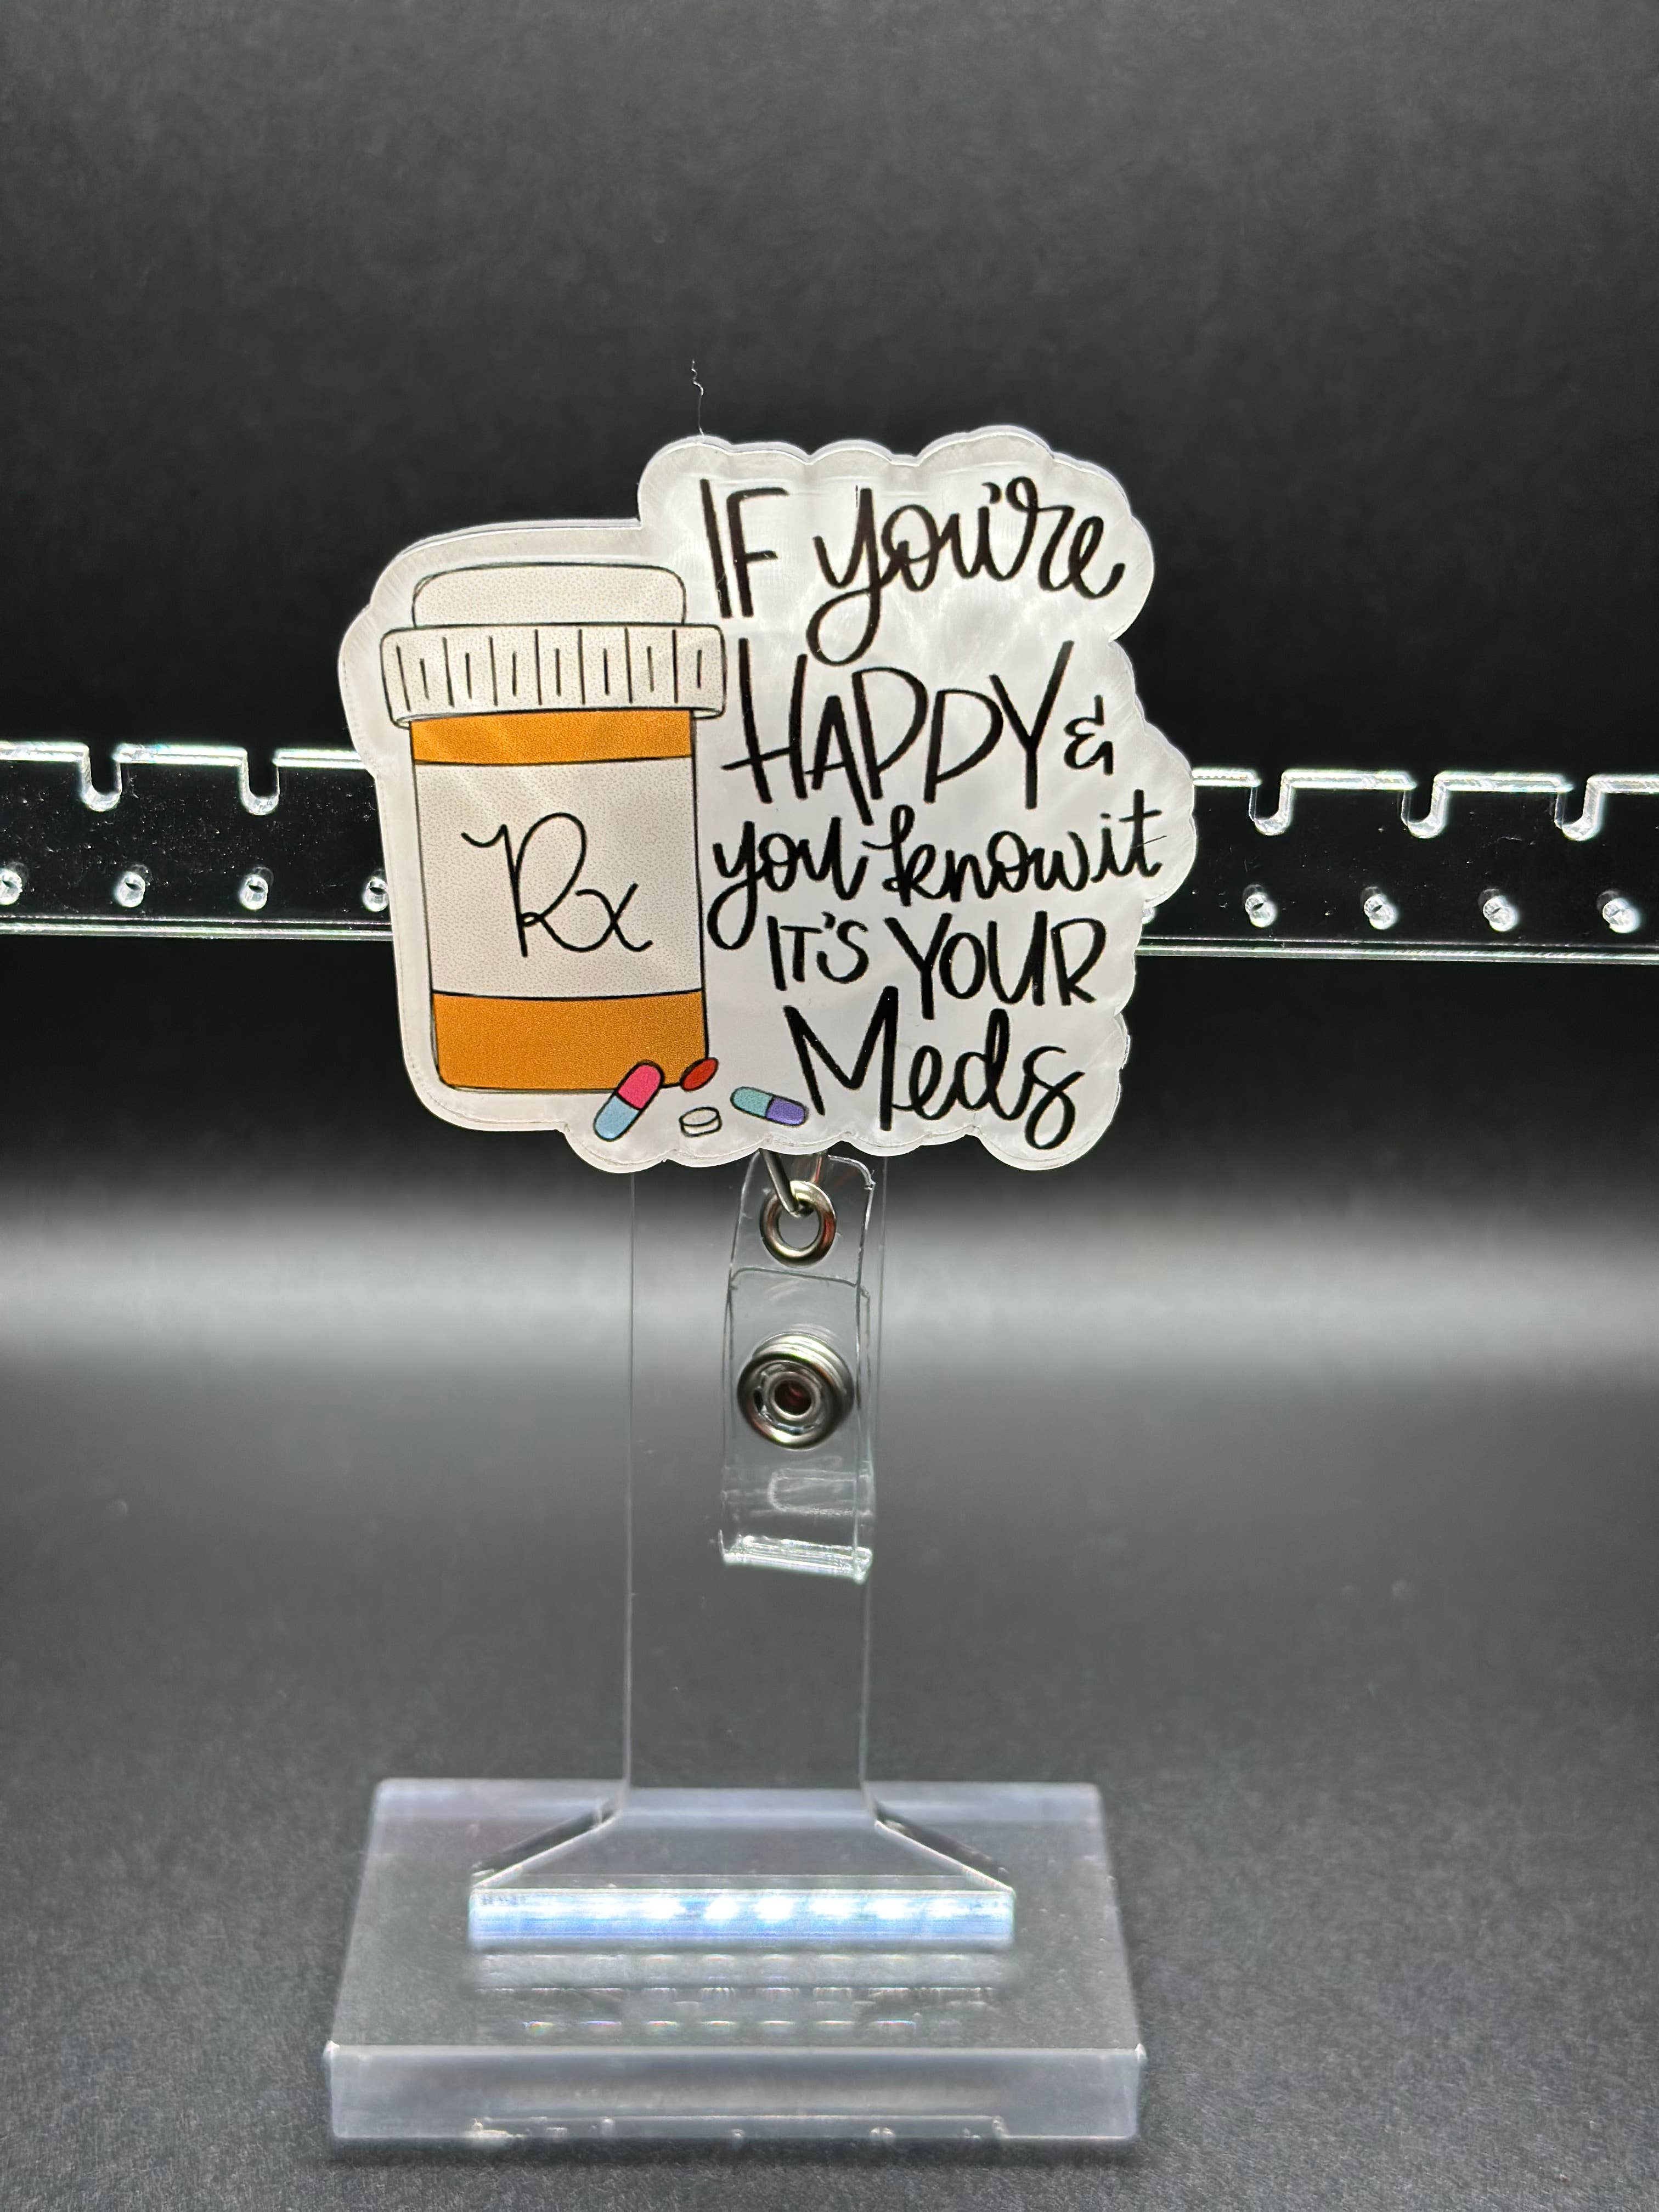 Rx
IF you're
HAPPY &
you know it
IT'S YOUR
Meds